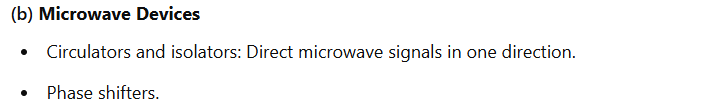 (b) Microwave Devices
• Circulators and isolators: Direct microwave signals in one direction.
• Phase shifters.